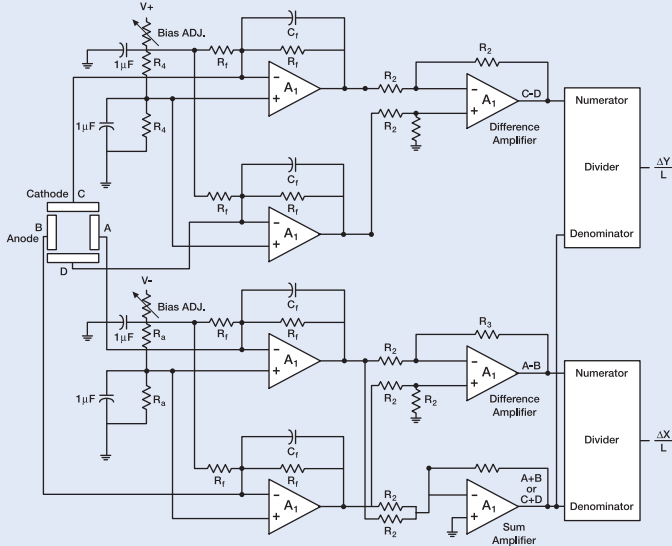 V+
Bias ADJ.
1μF
R4
Rf
Cf
Rf
A1
−
+
1μF
R4
R2
R2
R2
A1
−
+
C-D
Difference
Amplifier
Numerator
Divider
Denominator
ΔY
L
Cathode C
B
Anode
A
D
Rf
Cf
Rf
A1
−
+
V-
Bias ADJ.
1μF
Ra
Rf
Cf
Rf
A1
−
+
1μF
Ra
R2
R2
R2
R3
A1
−
+
A-B
Difference
Amplifier
Numerator
Divider
Denominator
ΔX
L
Rf
Cf
Rf
A1
−
+
R2
R2
A1
−
+
A+B
or
C+D
Sum
Amplifier